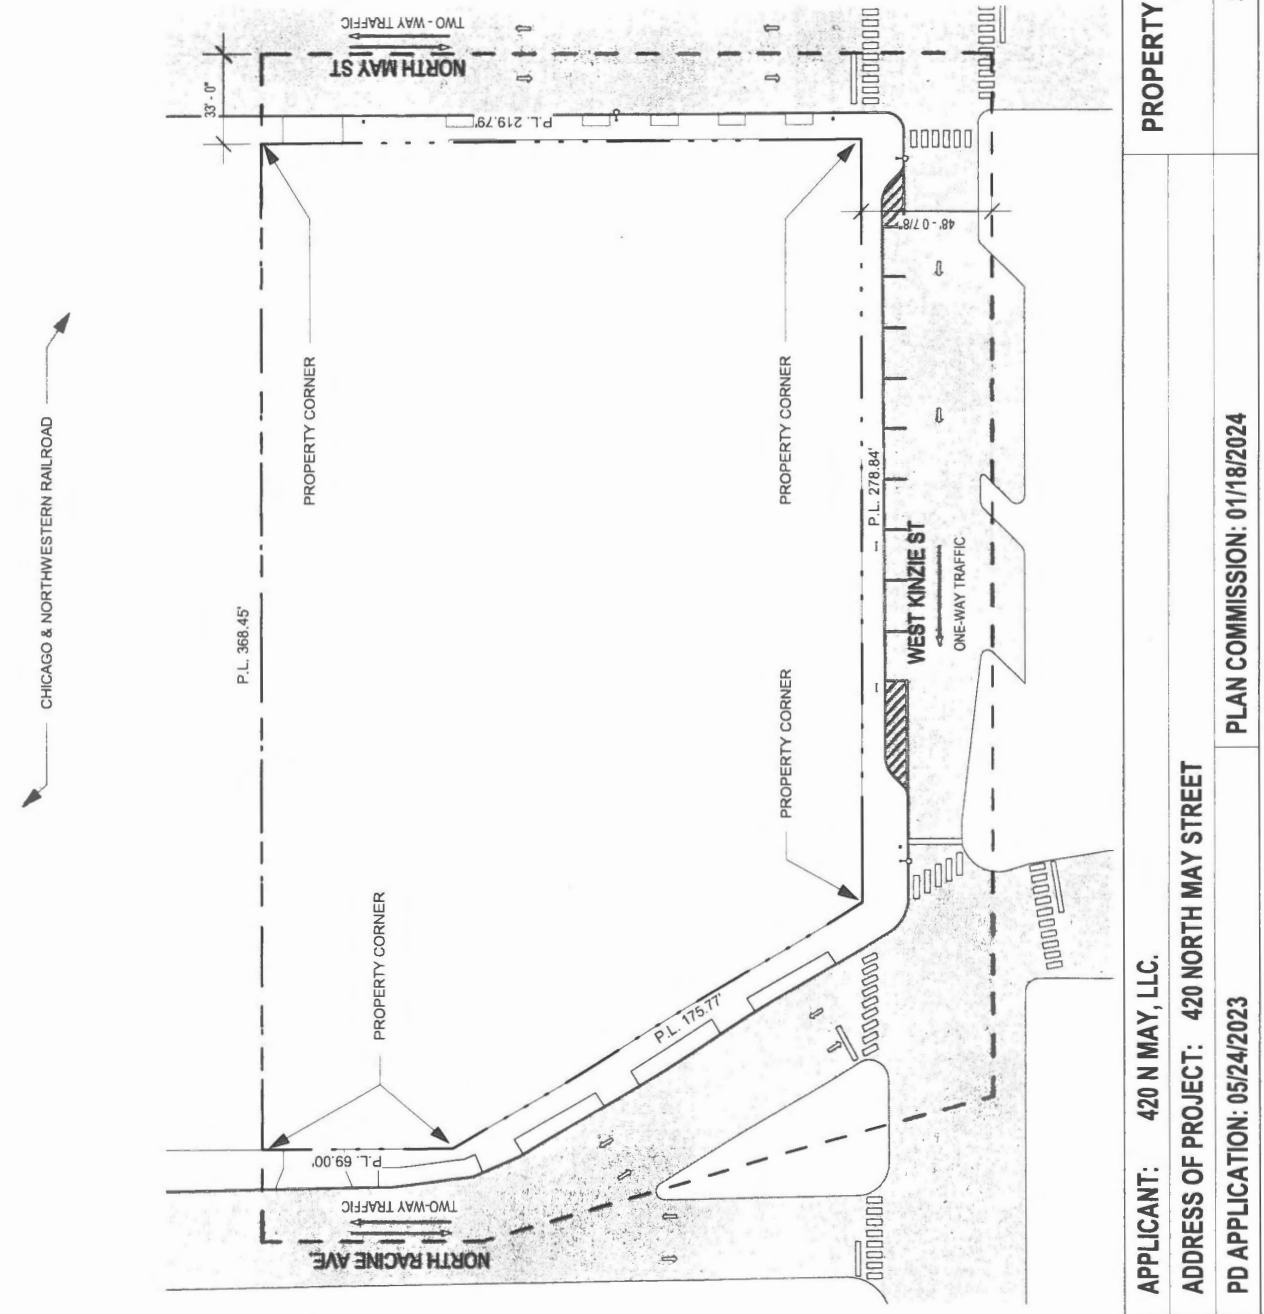 CHICAGO & NORTHWESTERN RAILROAD
P.L. 368.45'
33' - 0"
TWO - WAY TRAFFIC
NORTH MAY ST
P.L. 219.79'
PROPERTY CORNER
PROPERTY CORNER
PROPERTY CORNER
PROPERTY CORNER
48' - 0 7/8"
P.L. 278.84'
WEST KINZIE ST
ONE-WAY TRAFFIC
P.L. 175.77'
P.L. 69.00'
TWO-WAY TRAFFIC
NORTH RACINE AVE.
APPLICANT: 420 N MAY, LLC.
PROPERTY
ADDRESS OF PROJECT: 420 NORTH MAY STREET
PD APPLICATION: 05/24/2023
PLAN COMMISSION: 01/18/2024